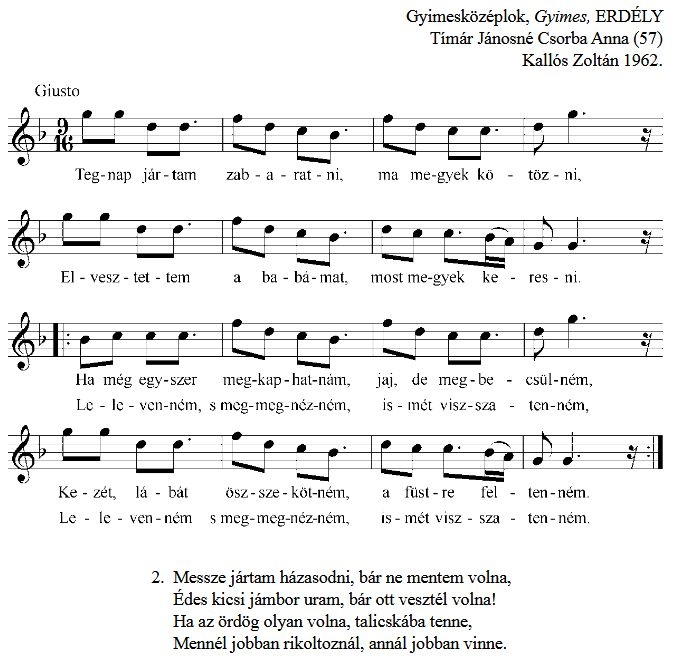 Gyimesközéplok, Gyimes, ERDÉLY
Tímár Jánosné Csorba Anna (57)
Kallós Zoltán 1962.
Giusto
9
16
Teg-nap jár-tam zab-a-rat-ni, ma me-gyek kö-töz-ni,
El-vesz-tet-tem a ba-bá-mat, most me-gyek ke-res-ni.
Ha még egy-szer meg-kap-hat-nám, jaj, de meg-be-csül-ném,
Le-le-ven-ném, s meg-meg-néz-ném, is-mét visz-sza-ten-ném,
Ke-zét, lá-bát ösz-sze-köt-ném, a füst-re fel-ten-ném.
Le-le-ven-ném s meg-meg-néz-ném, is-mét visz-sza-ten-ném.
2. Messze jártam házasodni, bár ne mentem volna,
Édes kicsi jámbor uram, bár ott vesztél volna!
Ha az ördög olyan volna, talicskába tenne,
Mennél jobban rikoltoznál, annál jobban vinne.